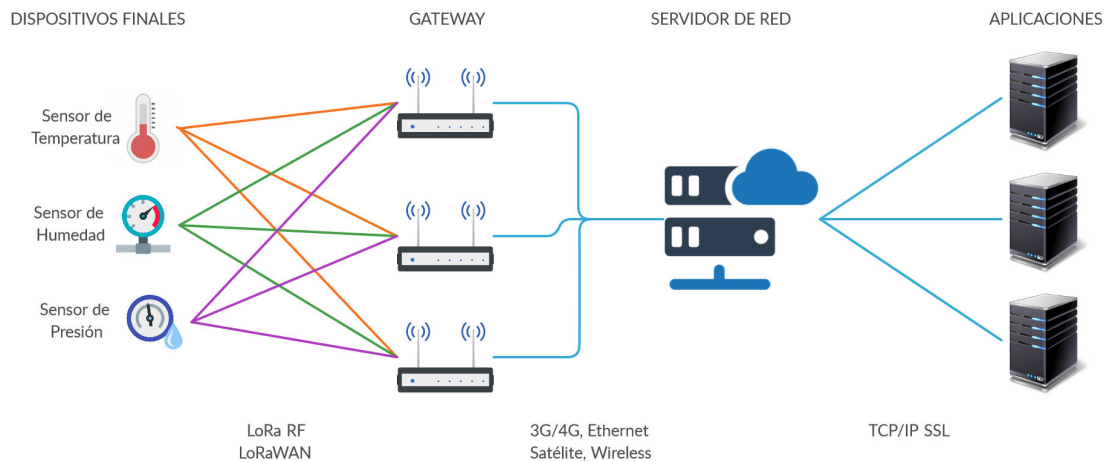 DISPOSITIVOS FINALES
GATEWAY
SERVIDOR DE RED
APLICACIONES
Sensor de
Temperatura
Sensor de
Humedad
Sensor de
Presión
LoRa RF
LoRaWAN
3G/4G, Ethernet
Satélite, Wireless
TCP/IP SSL